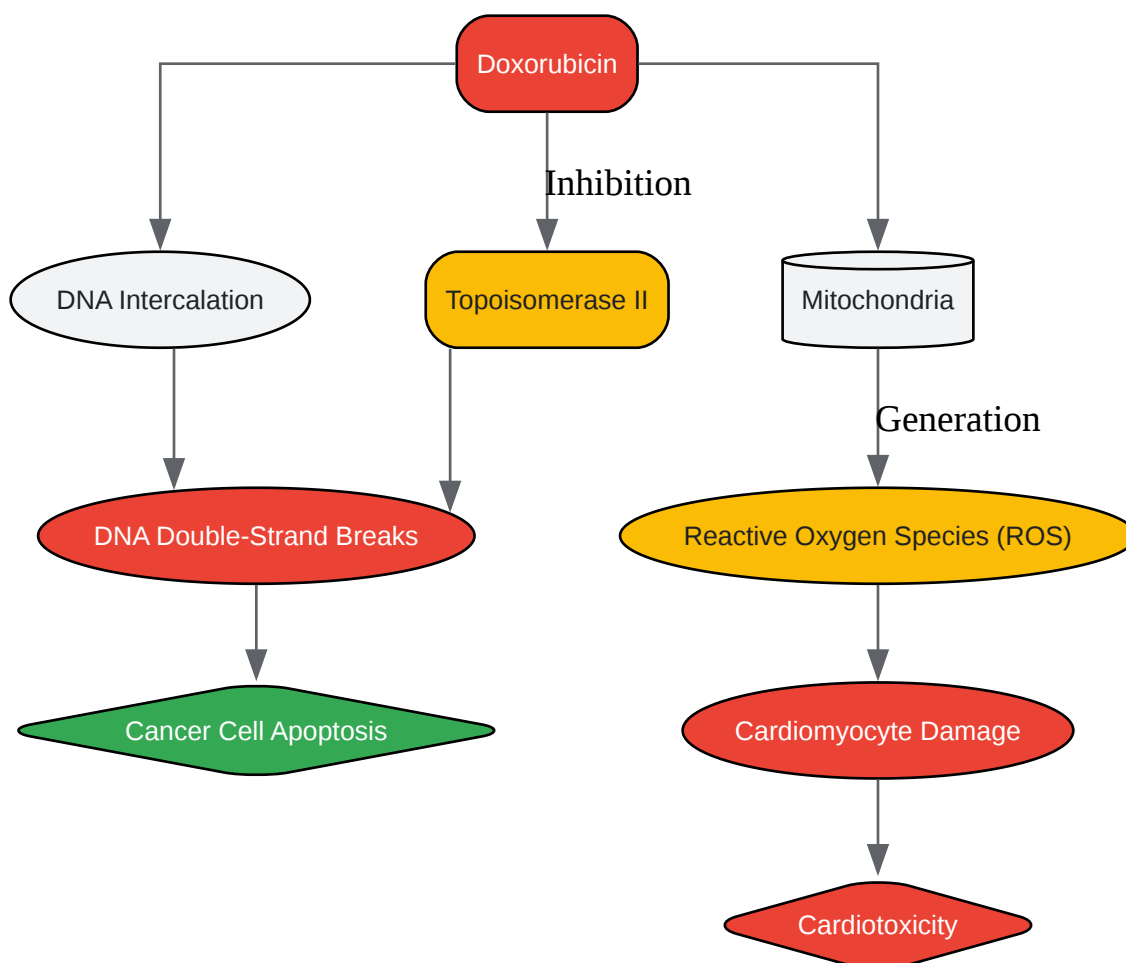 Doxorubicin
Inhibition
DNA Intercalation
Topoisomerase II
Mitochondria
Generation
DNA Double-Strand Breaks
Reactive Oxygen Species (ROS)
Cancer Cell Apoptosis
Cardiomyocyte Damage
Cardiotoxicity